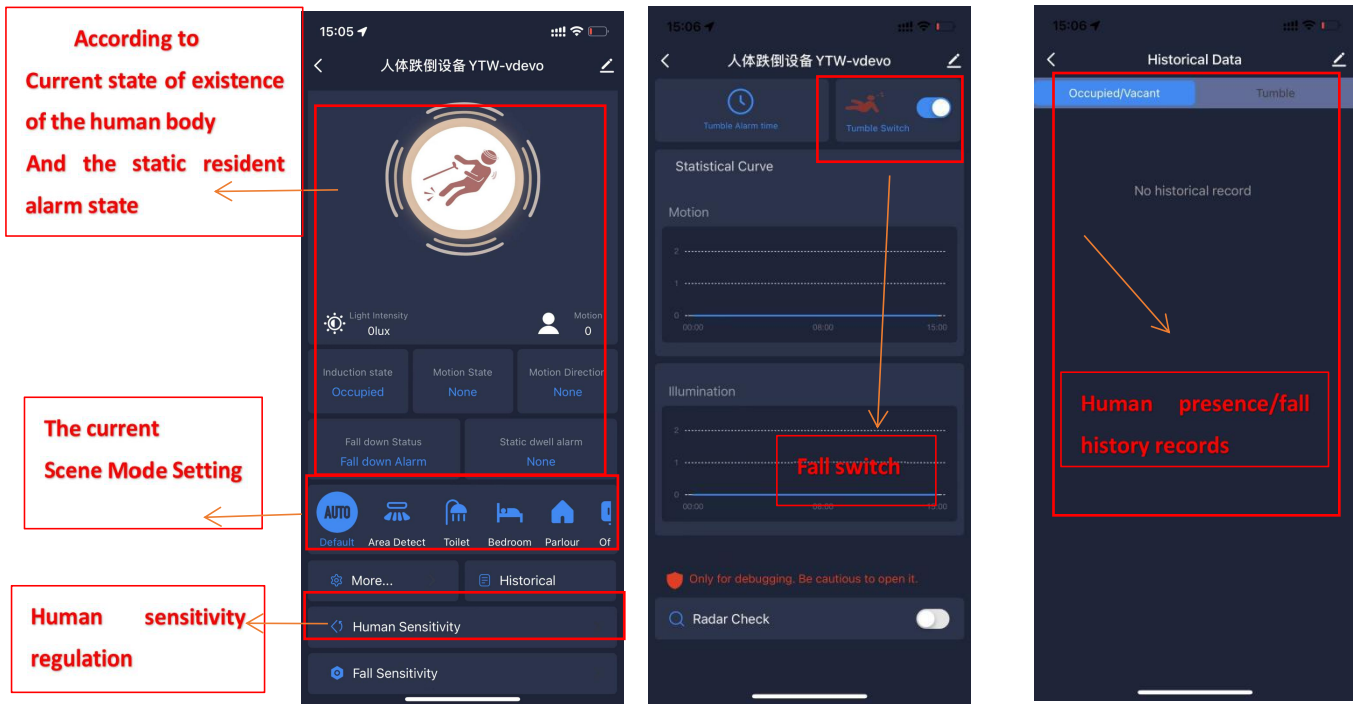 According to
Current state of existence
of the human body
And the static resident
alarm state
The current
Scene Mode Setting
Human sensitivity
regulation
15:05
人体跌倒设备 YTW-vdevo
Light Intensity
0lux
Motion
0
Induction state
Occupied
Motion State
None
Motion Direction
None
Fall down Status
Fall down Alarm
Static dwell alarm
None
AUTO
Default
Area Detect
Toilet
Bedroom
Parlour
Of
More...
Historical
Human Sensitivity
Fall Sensitivity
15:06
人体跌倒设备 YTW-vdevo
Tumble Alarm time
Tumble Switch
Statistical Curve
Motion
2
1
0
00:00 08:00 15:00
Illumination
2
1
0
00:00 08:00 15:00
Fall switch
Only for debugging. Be cautious to open it.
Radar Check
15:06
Historical Data
Occupied/Vacant
Tumble
No historical record
Human presence/fall
history records